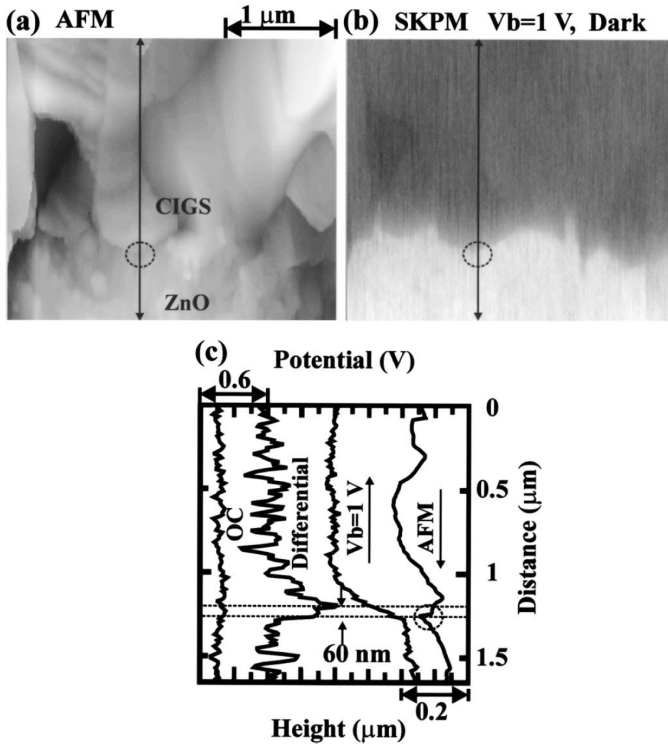 (a) AFM 1 μm
CIGS
ZnO
(b) SKPM Vb=1 V, Dark
(c) Potential (V)
0.6
0
0.5
1
1.5
OC
Differential
Vb=1 V
AFM
60 nm
Distance (μm)
0.2
Height (μm)